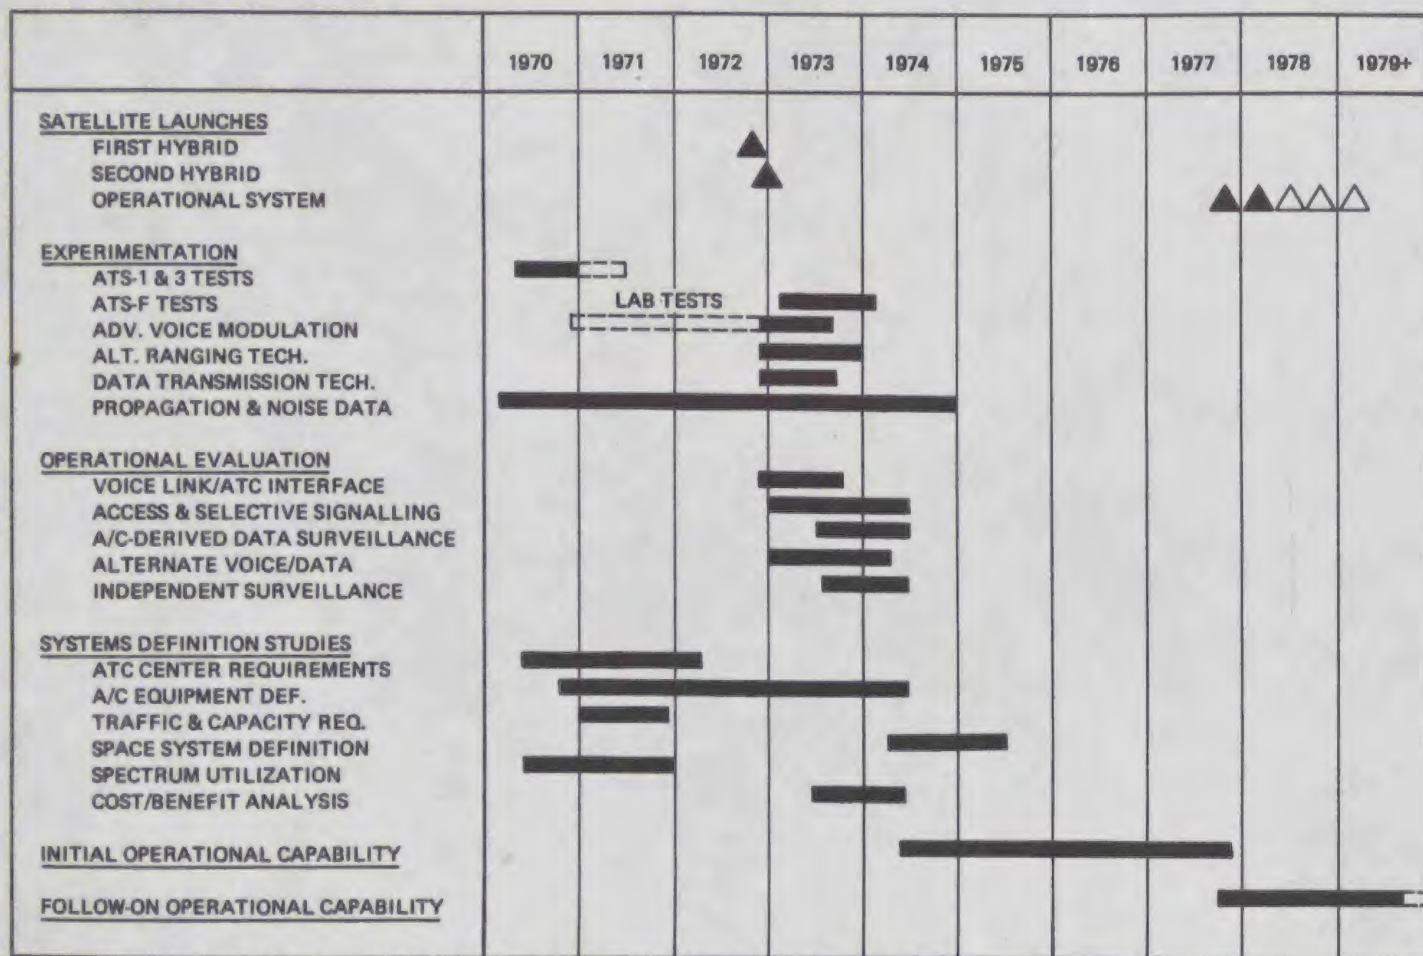 1970 1971 1972 1973 1974 1975 1976 1977 1978 1979+
SATELLITE LAUNCHES
FIRST HYBRID
SECOND HYBRID
OPERATIONAL SYSTEM
EXPERIMENTATION
ATS-1 & 3 TESTS
ATS-F TESTS
LAB TESTS
ADV. VOICE MODULATION
ALT. RANGING TECH.
DATA TRANSMISSION TECH.
PROPAGATION & NOISE DATA
OPERATIONAL EVALUATION
VOICE LINK/ATC INTERFACE
ACCESS & SELECTIVE SIGNALLING
A/C-DERIVED DATA SURVEILLANCE
ALTERNATE VOICE/DATA
INDEPENDENT SURVEILLANCE
SYSTEMS DEFINITION STUDIES
ATC CENTER REQUIREMENTS
A/C EQUIPMENT DEF.
TRAFFIC & CAPACITY REQ.
SPACE SYSTEM DEFINITION
SPECTRUM UTILIZATION
COST/BENEFIT ANALYSIS
INITIAL OPERATIONAL CAPABILITY
FOLLOW-ON OPERATIONAL CAPABILITY